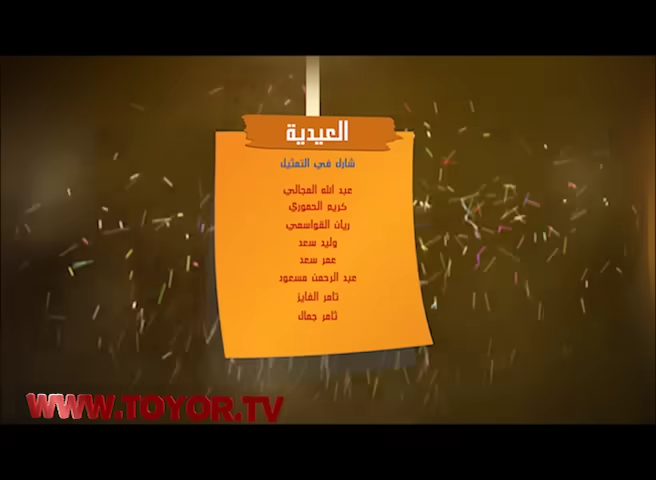 العيدية
شارك في التمثيل
عبد الله المجالي
كريم الحموري
ريان القواسمي
وليد سعد
عمر سعد
عبد الرحمن مسعود
تامر الفايز
ثامر جمال
WWW.TOYOR.TV